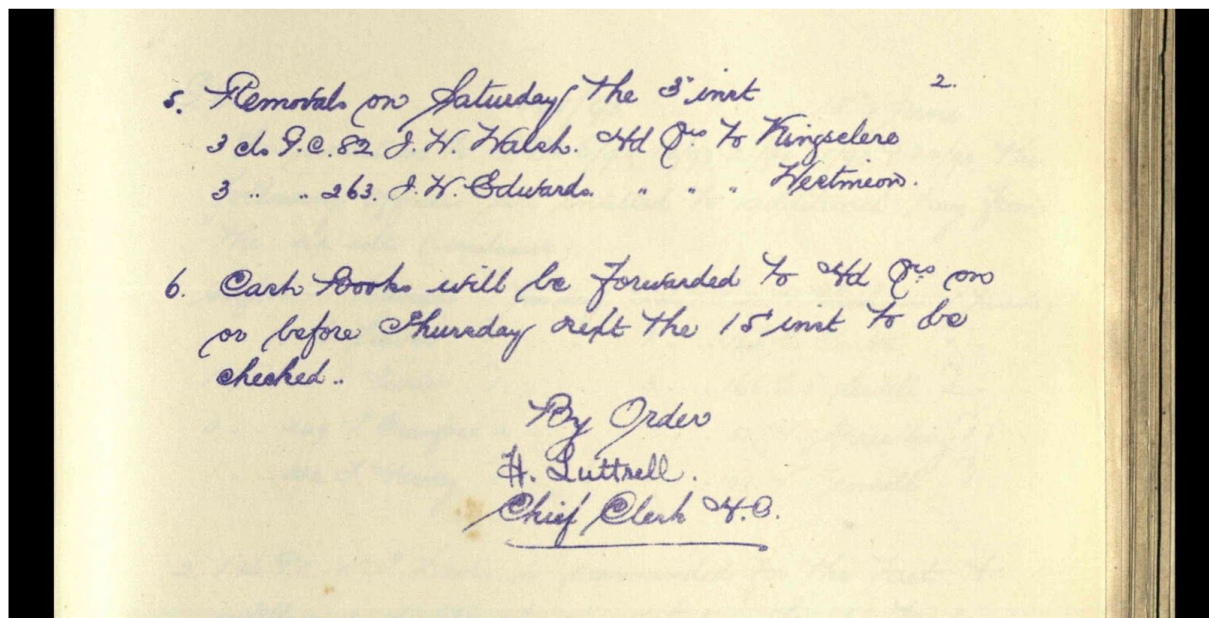 2.
5. Removals on Saturday the 3rd inst
3 cls P.C. 82 J. W. Walsh. Hd Qrs to Kingsclere
3 " " 263. J. W. Edwards. " " " Westmeon.
6. Cash Books will be forwarded to Hd Qrs on
or before Thursday next the 15th inst to be
checked..
By Order
H. Luttrell.
Chief Clerk H.C.